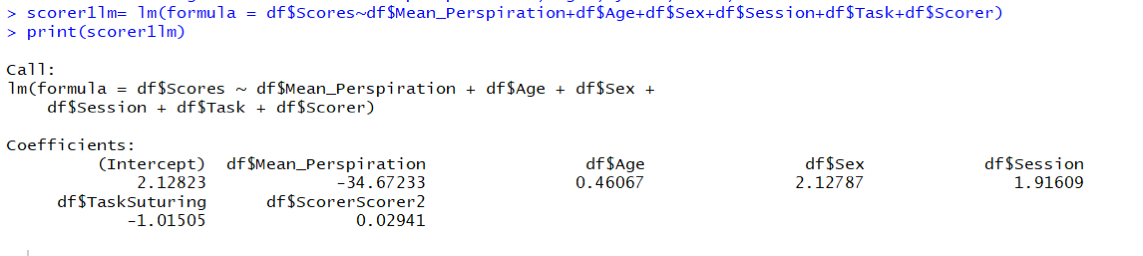 > scorer1lm= lm(formula = df$Scores~df$Mean_Perspiration+df$Age+df$Sex+df$Session+df$Task+df$Scorer)
> print(scorer1lm)
Call:
lm(formula = df$Scores ~ df$Mean_Perspiration + df$Age + df$Sex +
df$Session + df$Task + df$Scorer)
Coefficients:
(Intercept) df$Mean_Perspiration df$Age df$Sex df$Session
2.12823 -34.67233 0.46067 2.12787 1.91609
df$TaskSuturing df$ScorerScorer2
-1.01505 0.02941